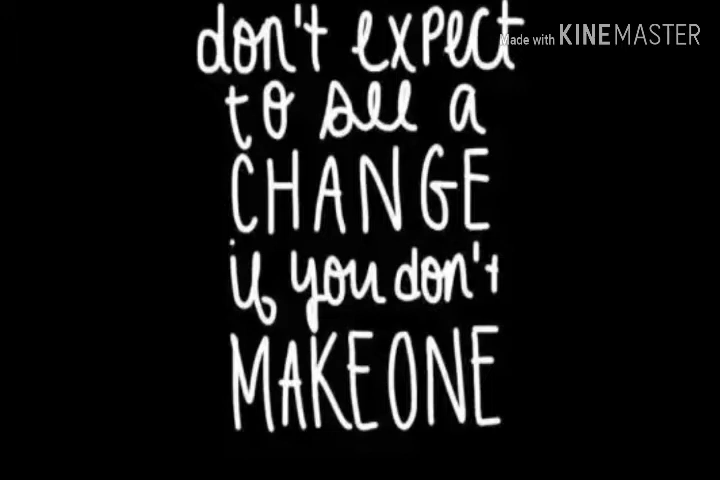 don't expect
Made with KINEMASTER
to see a
CHANGE
if you don't
MAKE ONE